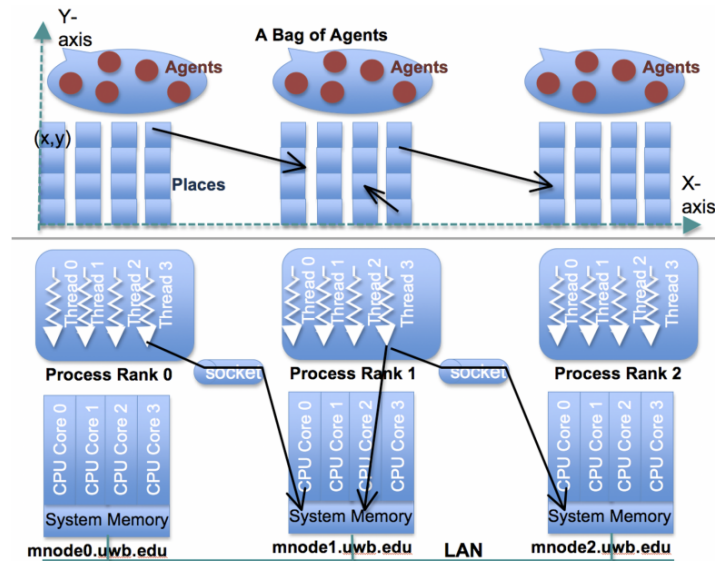 Y-
axis
A Bag of Agents
Agents
Agents
Agents
(x,y)
Places
X-
axis
Thread 0
Thread 1
Thread 2
Thread 3
Thread 0
Thread 1
Thread 2
Thread 3
Thread 0
Thread 1
Thread 2
Thread 3
Process Rank 0
socket
Process Rank 1
socket
Process Rank 2
CPU Core 0
CPU Core 1
CPU Core 2
CPU Core 3
CPU Core 0
CPU Core 1
CPU Core 2
CPU Core 3
CPU Core 0
CPU Core 1
CPU Core 2
CPU Core 3
System Memory
System Memory
System Memory
mnode0.uwb.edu
mnode1.uwb.edu
LAN
mnode2.uwb.edu